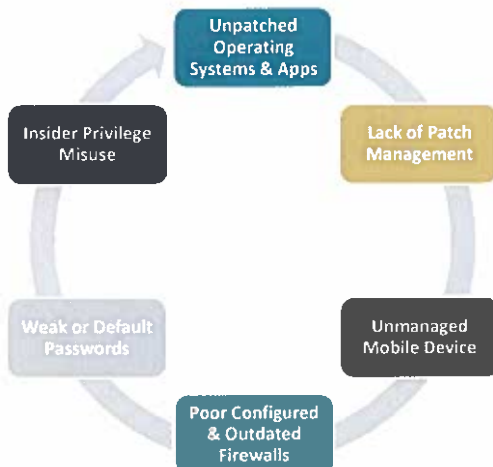 Unpatched
Operating
Systems & Apps
Lack of Patch
Management
Unmanaged
Mobile Device
Poor Configured
& Outdated
Firewalls
Weak or Default
Passwords
Insider Privilege
Misuse